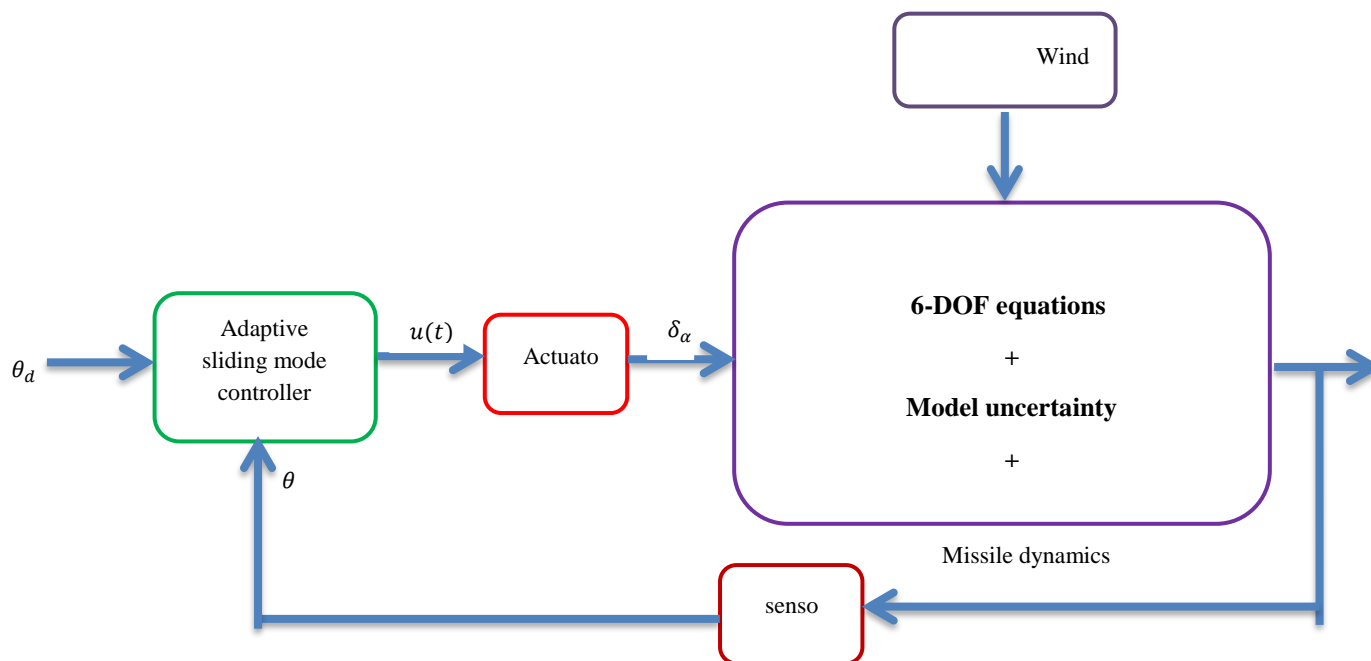 Wind
6-DOF equations
+
Model uncertainty
+
Adaptive
sliding mode
controller
u(t)
Actuato
δ_α
θ_d
θ
Missile dynamics
senso